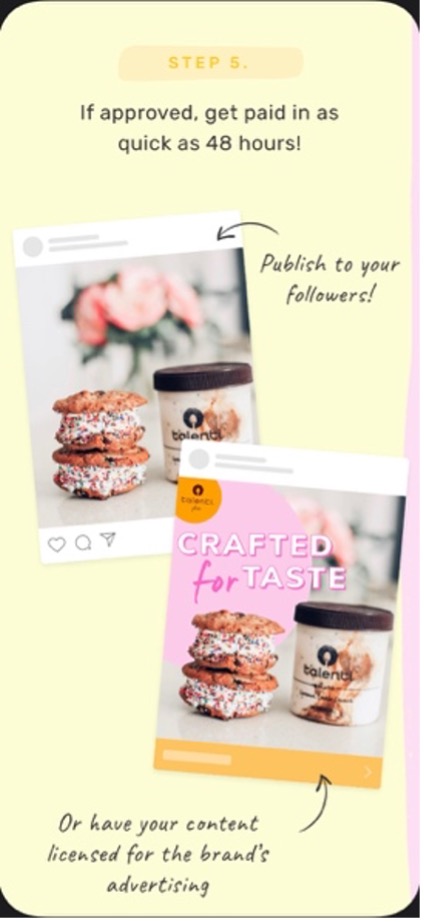 STEP 5.
If approved, get paid in as
quick as 48 hours!
Publish to your
followers!
talenti
talenti
CRAFTED
for TASTE
talenti
Or have your content
licensed for the brand's
advertising